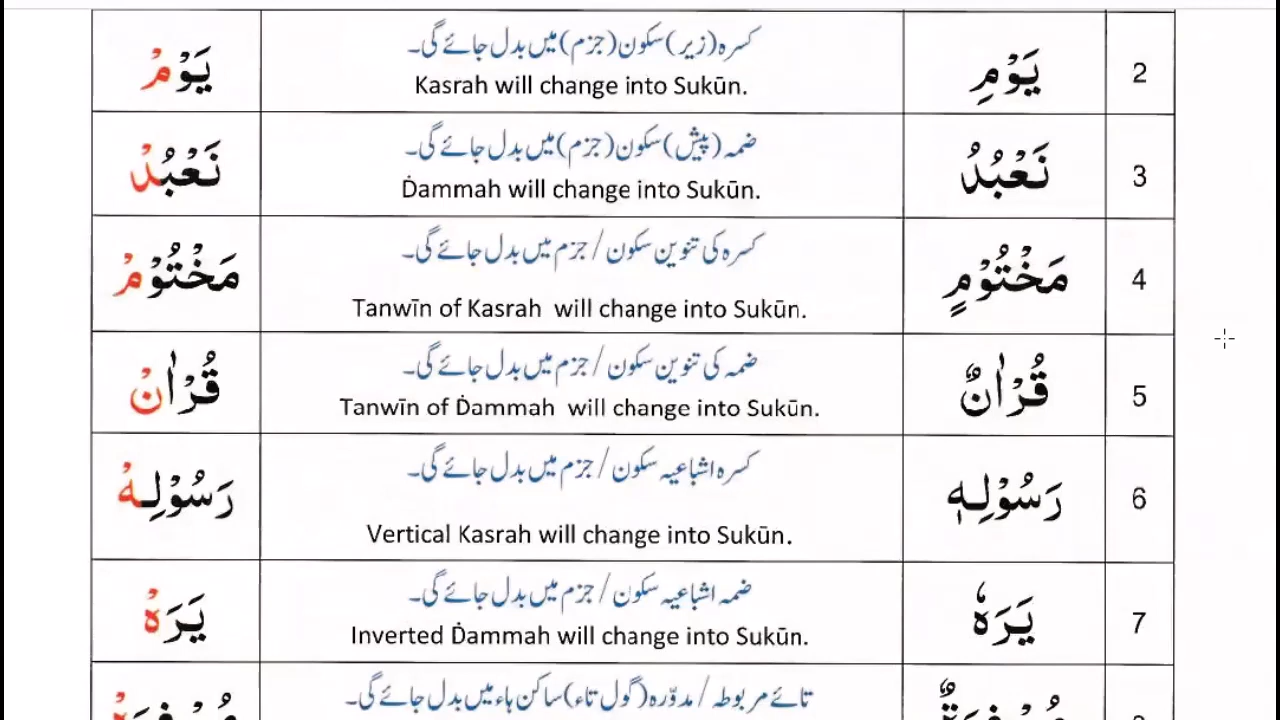 2 يَوْمِ کسرہ(زیر)سکون(جزم)میں بدل جائے گی۔ يَوْمْ
Kasrah will change into Sukūn.
3 نَعْبُدُ ضمہ(پیش)سکون(جزم)میں بدل جائے گی۔ نَعْبُدْ
Ḋammah will change into Sukūn.
4 مَخْتُوْمٍ کسرہ کی تنوین سکون/جزم میں بدل جائے گی۔ مَخْتُوْمْ
Tanwīn of Kasrah will change into Sukūn.
5 قُرْاٰنٌ ضمہ کی تنوین سکون/جزم میں بدل جائے گی۔ قُرْاٰنْ
Tanwīn of Ḋammah will change into Sukūn.
6 رَسُوْلِهٖ کسرہ اشباعیہ سکون/جزم میں بدل جائے گی۔ رَسُوْلِهْ
Vertical Kasrah will change into Sukūn.
7 يَرَهٗ ضمہ اشباعیہ سکون/جزم میں بدل جائے گی۔ يَرَهْ
Inverted Ḋammah will change into Sukūn.
تائے مربوطہ/مدوّرہ(گول تاء)ساکن ہاء میں بدل جائے گی۔